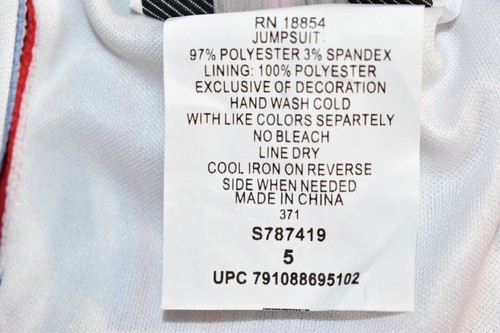 RN 18854
JUMPSUIT:
97% POLYESTER 3% SPANDEX
LINING: 100% POLYESTER
EXCLUSIVE OF DECORATION
HAND WASH COLD
WITH LIKE COLORS SEPARTELY
NO BLEACH
LINE DRY
COOL IRON ON REVERSE
SIDE WHEN NEEDED
MADE IN CHINA
371
S787419
5
UPC 791088695102